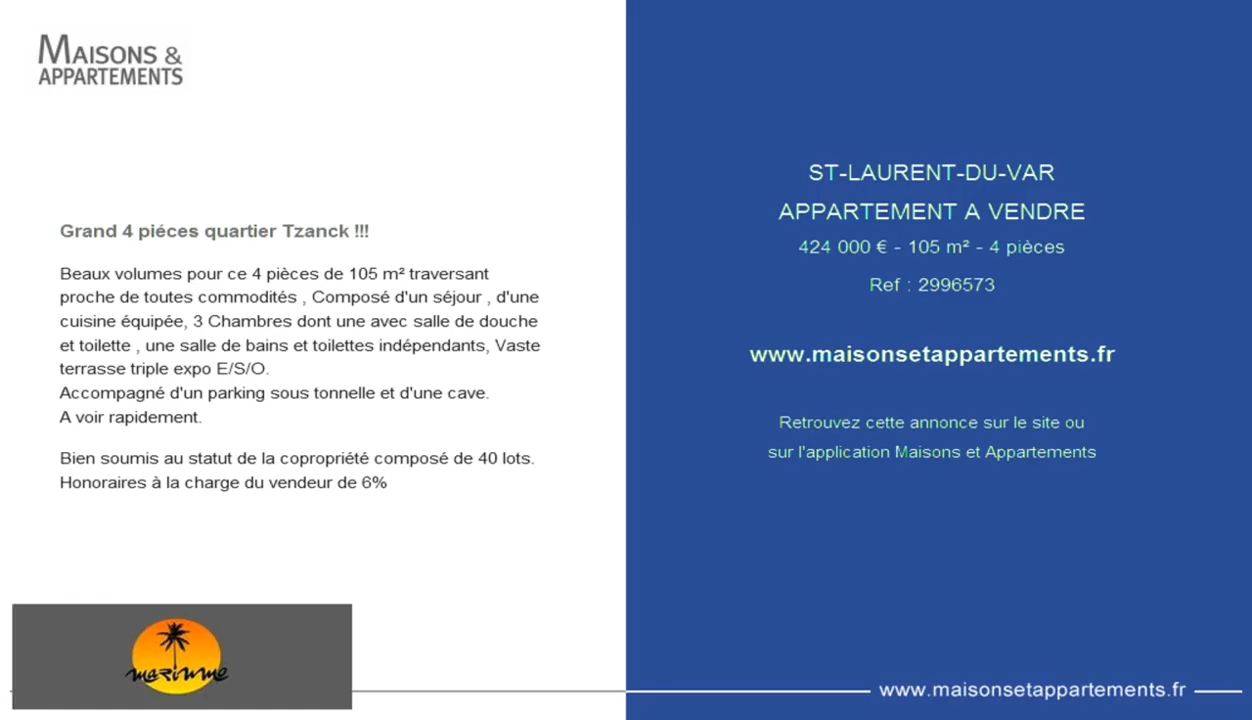 MAISONS &
APPARTEMENTS
Grand 4 piéces quartier Tzanck !!!
Beaux volumes pour ce 4 pièces de 105 m² traversant
proche de toutes commodités , Composé d'un séjour , d'une
cuisine équipée, 3 Chambres dont une avec salle de douche
et toilette , une salle de bains et toilettes indépendants, Vaste
terrasse triple expo E/S/O.
Accompagné d'un parking sous tonnelle et d'une cave.
A voir rapidement.
Bien soumis au statut de la copropriété composé de 40 lots.
Honoraires à la charge du vendeur de 6%
ST-LAURENT-DU-VAR
APPARTEMENT A VENDRE
424 000 € - 105 m² - 4 pièces
Ref : 2996573
www.maisonsetappartements.fr
Retrouvez cette annonce sur le site ou
sur l'application Maisons et Appartements
www.maisonsetappartements.fr